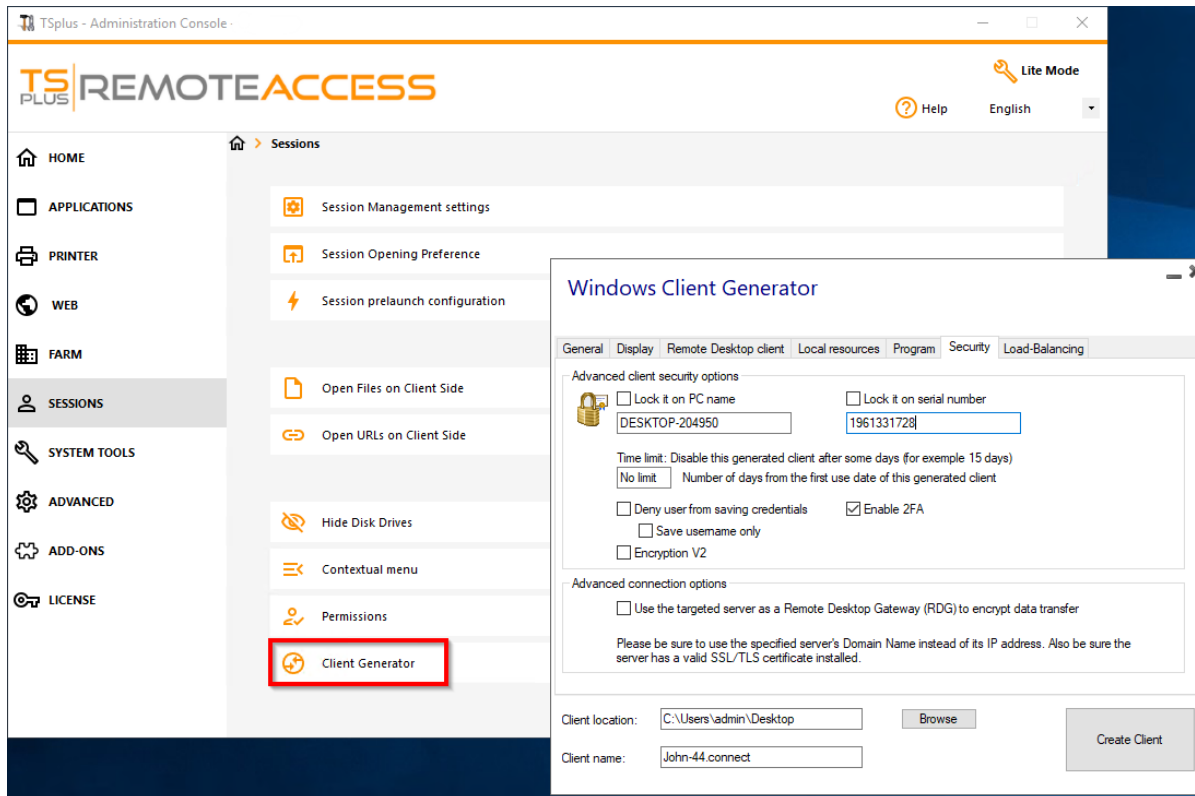 TSplus - Administration Console -
TS PLUS REMOTEACCESS
Lite Mode
Help
English
HOME
APPLICATIONS
PRINTER
WEB
FARM
SESSIONS
SYSTEM TOOLS
ADVANCED
ADD-ONS
LICENSE
Sessions
Session Management settings
Session Opening Preference
Session prelaunch configuration
Open Files on Client Side
Open URLs on Client Side
Hide Disk Drives
Contextual menu
Permissions
Client Generator
Windows Client Generator
General Display Remote Desktop client Local resources Program Security Load-Balancing
Advanced client security options
Lock it on PC name Lock it on serial number
DESKTOP-204950 1961331728
Time limit: Disable this generated client after some days (for exemple 15 days)
No limit Number of days from the first use date of this generated client
Deny user from saving credentials Enable 2FA
Save username only
Encryption V2
Advanced connection options
Use the targeted server as a Remote Desktop Gateway (RDG) to encrypt data transfer
Please be sure to use the specified server's Domain Name instead of its IP address. Also be sure the
server has a valid SSL/TLS certificate installed.
Client location: C:\Users\admin\Desktop Browse
Create Client
Client name: John-44.connect